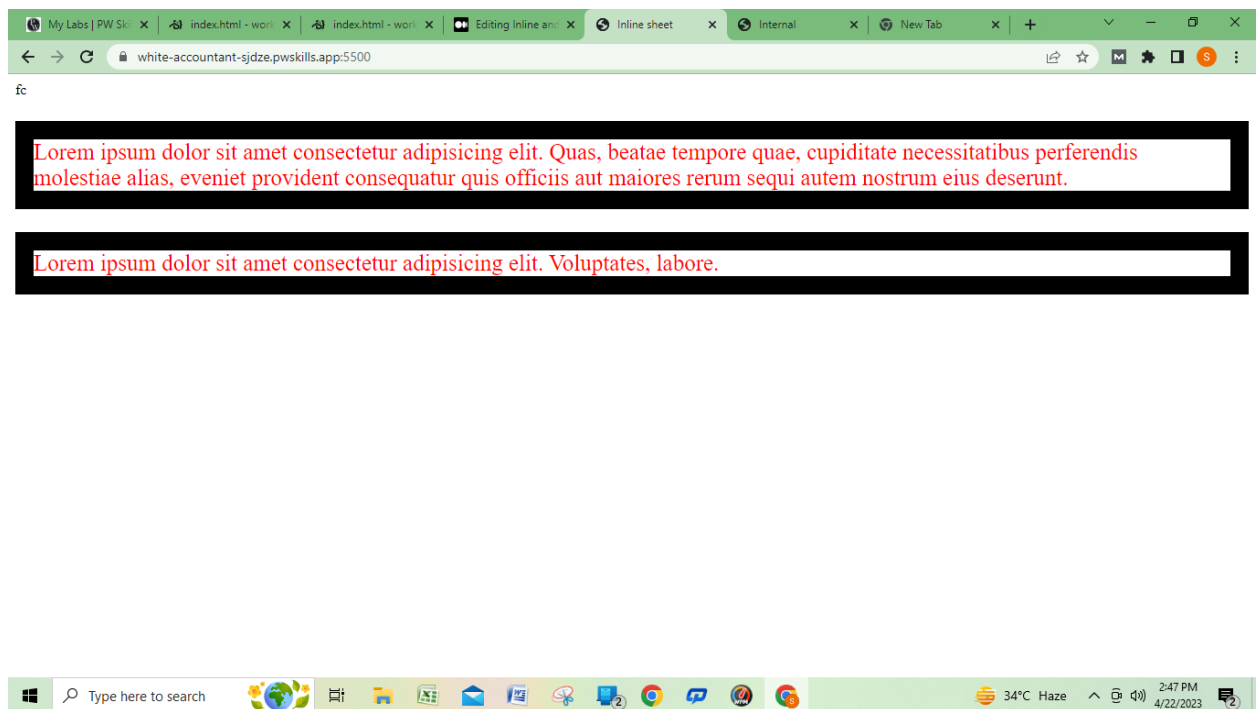 My Labs | PW Ski
index.html - work
index.html - work
Editing Inline and
Inline sheet
Internal
New Tab
white-accountant-sjdze.pwskills.app:5500
M
S
fc
Lorem ipsum dolor sit amet consectetur adipisicing elit. Quas, beatae tempore quae, cupiditate necessitatibus perferendis
molestiae alias, eveniet provident consequatur quis officiis aut maiores rerum sequi autem nostrum eius deserunt.
Lorem ipsum dolor sit amet consectetur adipisicing elit. Voluptates, labore.
Type here to search
2
34°C Haze
2:47 PM
4/22/2023
2